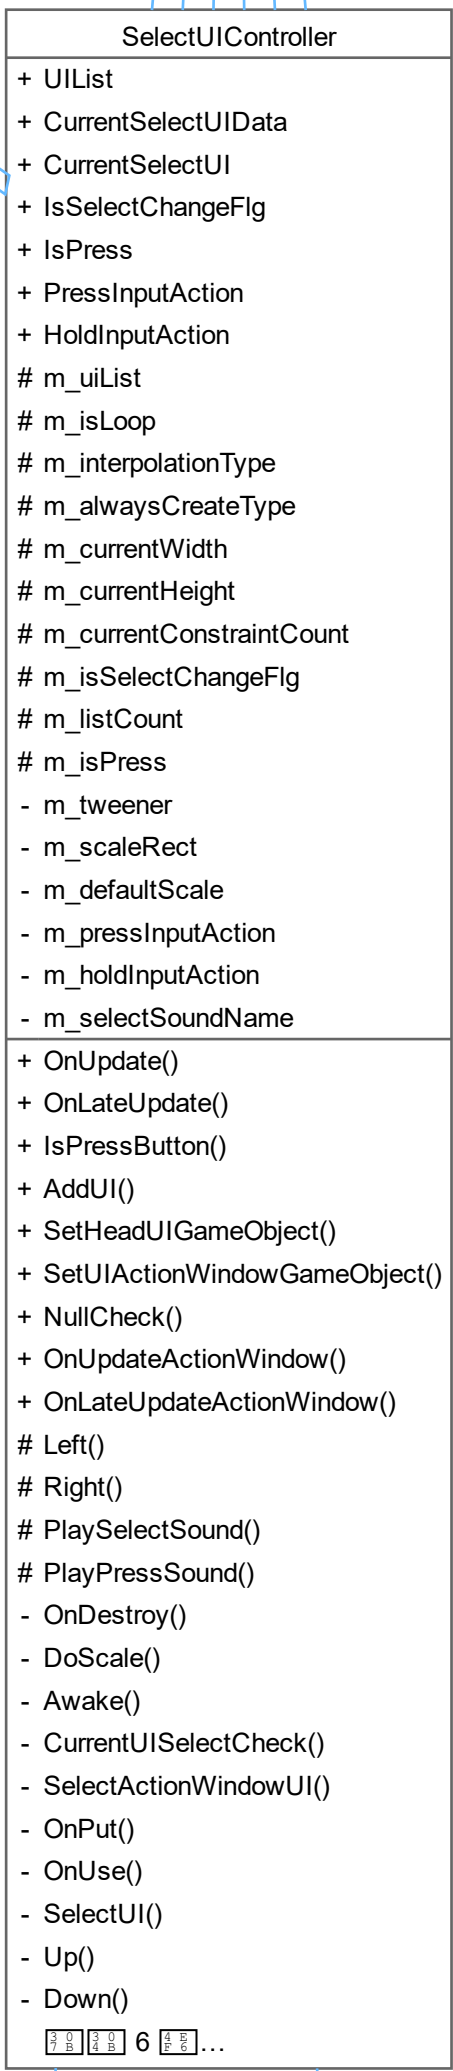 SelectUIController
+ UIList
+ CurrentSelectUIData
+ CurrentSelectUI
+ IsSelectChangeFlg
+ IsPress
+ PressInputAction
+ HoldInputAction
# m_uiList
# m_isLoop
# m_interpolationType
# m_alwaysCreateType
# m_currentWidth
# m_currentHeight
# m_currentConstraintCount
# m_isSelectChangeFlg
# m_listCount
# m_isPress
- m_tweener
- m_scaleRect
- m_defaultScale
- m_pressInputAction
- m_holdInputAction
- m_selectSoundName
+ OnUpdate()
+ OnLateUpdate()
+ IsPressButton()
+ AddUI()
+ SetHeadUIGameObject()
+ SetUIActionWindowGameObject()
+ NullCheck()
+ OnUpdateActionWindow()
+ OnLateUpdateActionWindow()
# Left()
# Right()
# PlaySelectSound()
# PlayPressSound()
- OnDestroy()
- DoScale()
- Awake()
- CurrentUISelectCheck()
- SelectActionWindowUI()
- OnPut()
- OnUse()
- SelectUI()
- Up()
- Down()
6 ...